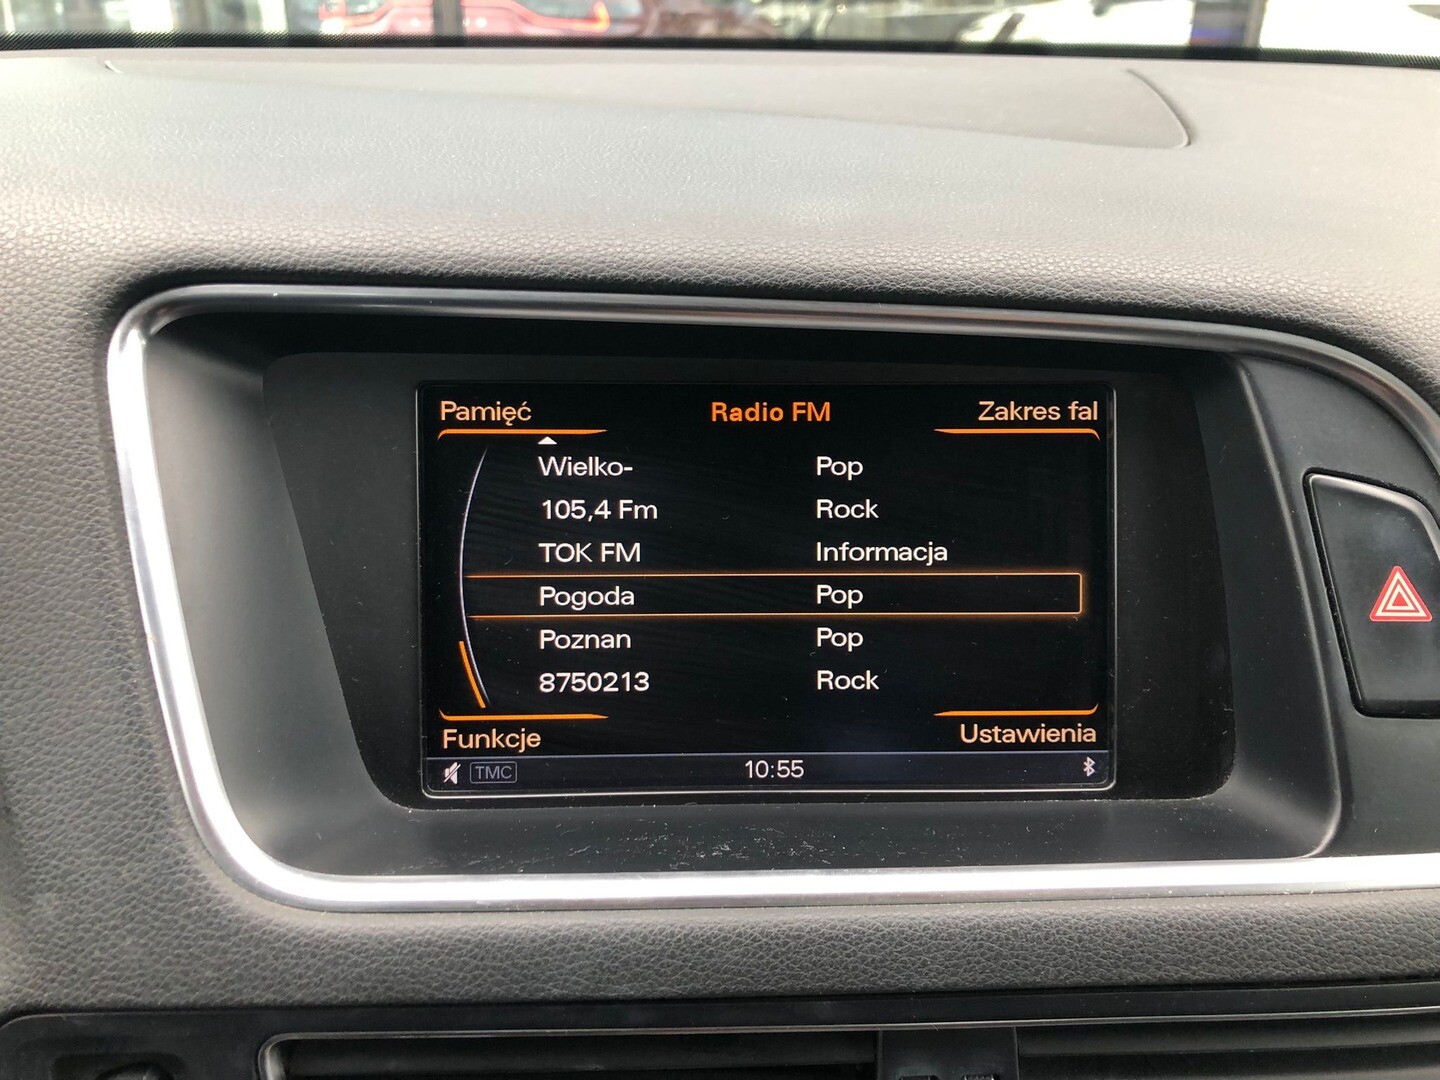 Pamięć Radio FM Zakres fal
Wielko- Pop
105,4 Fm Rock
TOK FM Informacja
Pogoda Pop
Poznan Pop
8750213 Rock
Funkcje Ustawienia
TMC 10:55